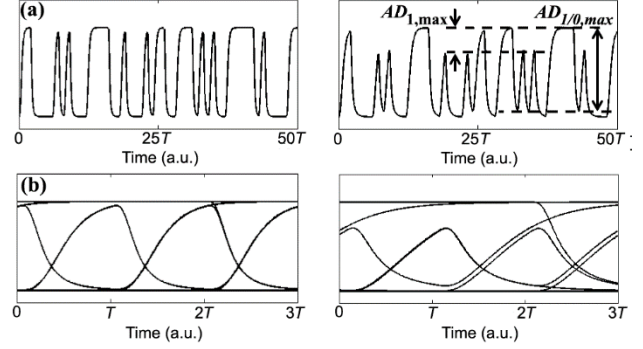 (a)
AD1,max
AD1/0,max
0
25T
50T
0
25T
50T
Time (a.u.)
Time (a.u.)
(b)
0
T
2T
3T
0
T
2T
3T
Time (a.u.)
Time (a.u.)